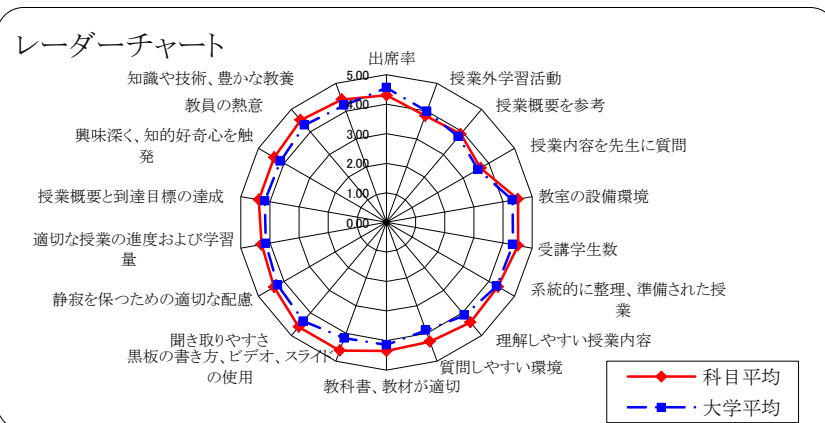 レーダーチャート
出席率
授業外学習活動
授業概要を参考
授業内容を先生に質問
教室の設備環境
受講学生数
系統的に整理、準備された授
業
理解しやすい授業内容
質問しやすい環境
教科書、教材が適切
黒板の書き方、ビデオ、スライド
の使用
聞き取りやすさ
静寂を保つための適切な配慮
適切な授業の進度および学習
量
授業概要と到達目標の達成
興味深く、知的好奇心を触
発
教員の熱意
知識や技術、豊かな教養
5.00
4.00
3.00
2.00
1.00
0.00
科目平均
大学平均